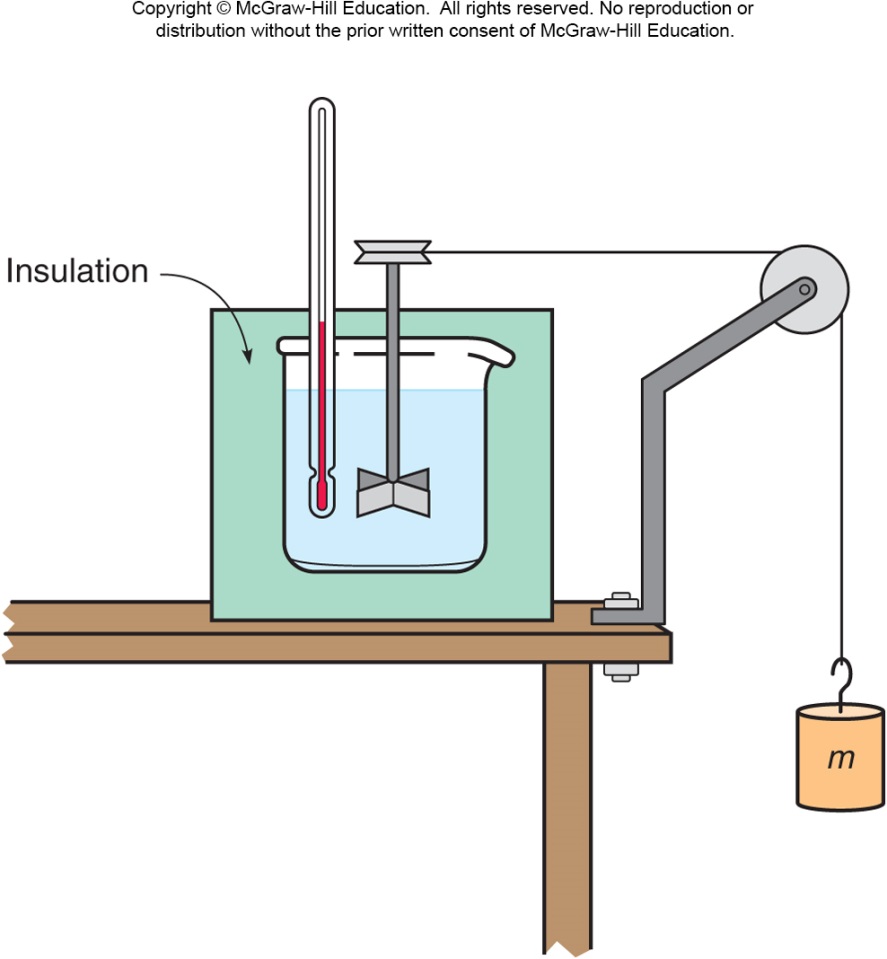 Copyright © McGraw-Hill Education.  All rights reserved. No reproduction or
distribution without the prior written consent of McGraw-Hill Education.
Insulation
m